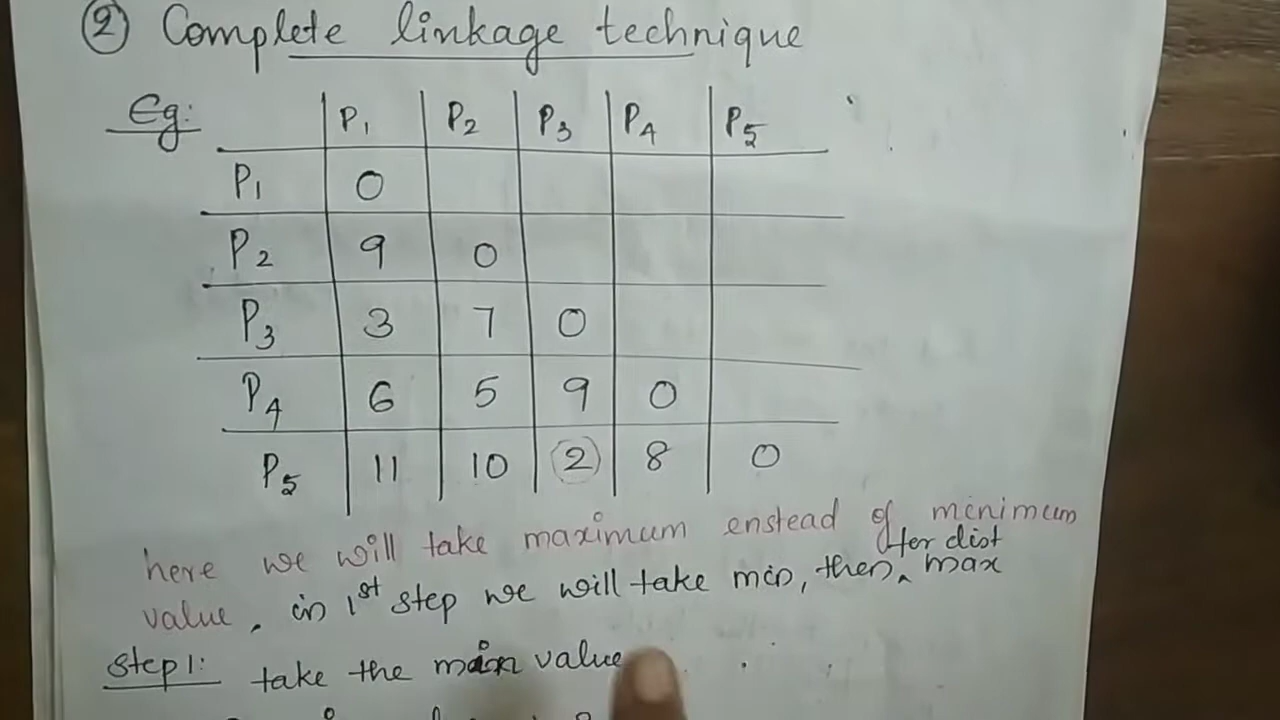 ② Complete linkage technique
Eg: P1 P2 P3 P4 P5
P1 0
P2 9 0
P3 3 7 0
P4 6 5 9 0
P5 11 10 2 8 0
here we will take maximum enstead of minimum
value, in 1st step we will take min, then for dist max
Step 1: take the min value